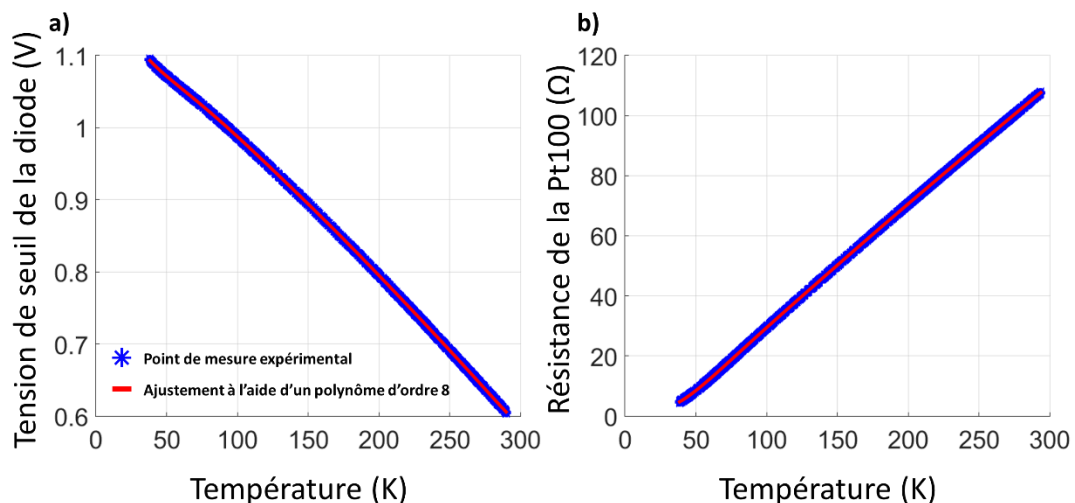 a)
Tension de seuil de la diode (V)
1.1
1
0.9
0.8
0.7
0.6
Point de mesure expérimental
Ajustement à l'aide d'un polynôme d'ordre 8
0 50 100 150 200 250 300
Température (K)
b)
Résistance de la Pt100 (Ω)
120
100
80
60
40
20
0
0 50 100 150 200 250 300
Température (K)